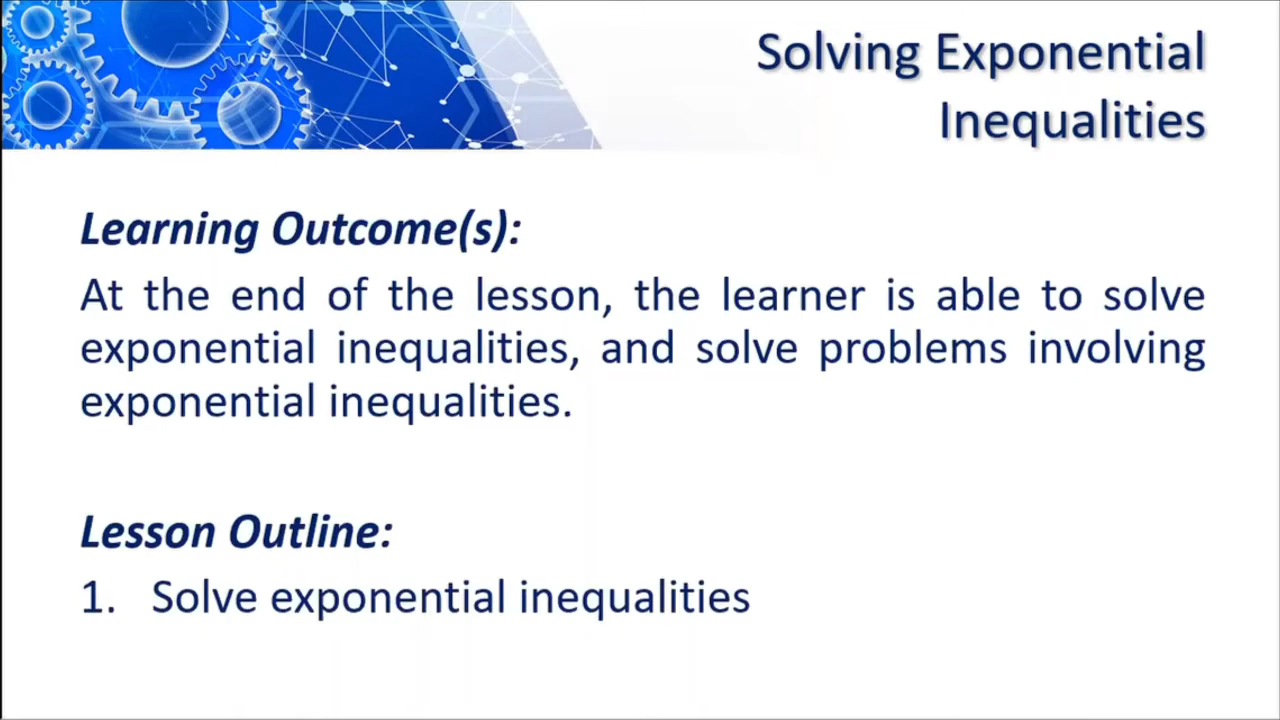 Solving Exponential
Inequalities
Learning Outcome(s):
At the end of the lesson, the learner is able to solve
exponential inequalities, and solve problems involving
exponential inequalities.
Lesson Outline:
1. Solve exponential inequalities